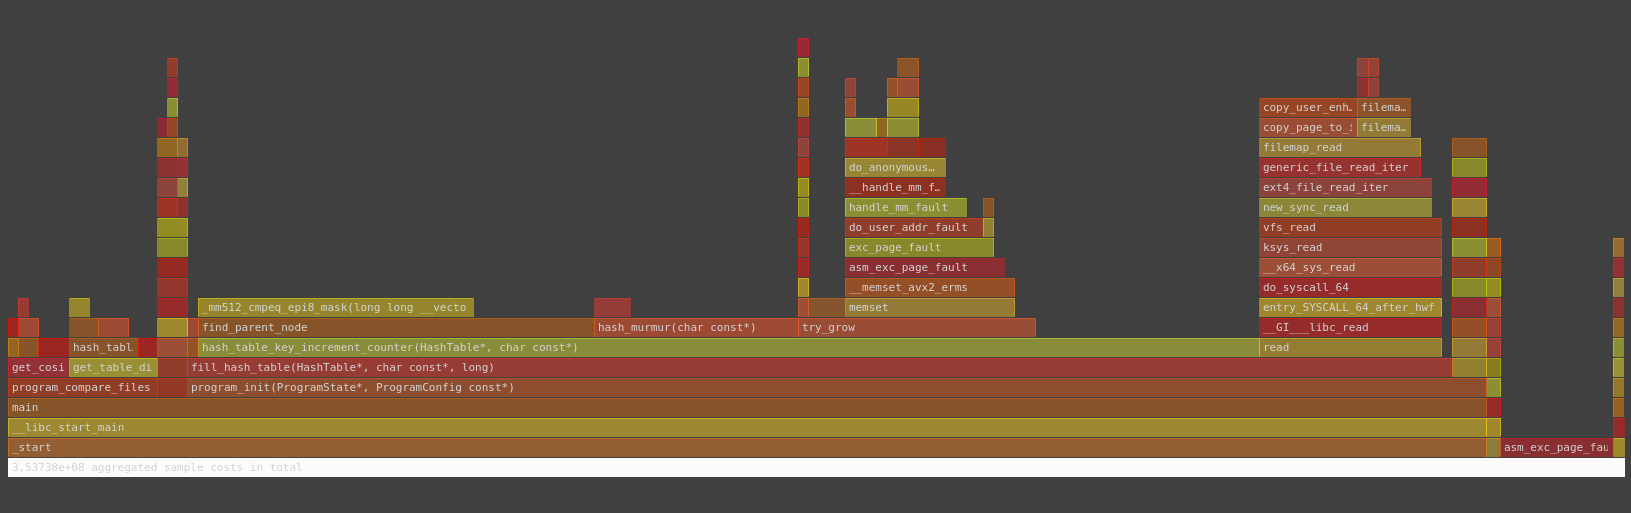 copy_user_enh… filema…
copy_page_to_i filema…
filemap_read
do_anonymous… generic_file_read_iter
__handle_mm_f… ext4_file_read_iter
handle_mm_fault new_sync_read
do_user_addr_fault vfs_read
exc_page_fault ksys_read
asm_exc_page_fault __x64_sys_read
__memset_avx2_erms do_syscall_64
_mm512_cmpeq_epi8_mask(long long __vecto memset entry_SYSCALL_64_after_hwf
find_parent_node hash_murmur(char const*) try_grow __GI___libc_read
hash_tabl hash_table_key_increment_counter(HashTable*, char const*) read
get_cosi get_table_di fill_hash_table(HashTable*, char const*, long)
program_compare_files program_init(ProgramState*, ProgramConfig const*)
main
__libc_start_main
_start asm_exc_page_fau
3,53738e+08 aggregated sample costs in total